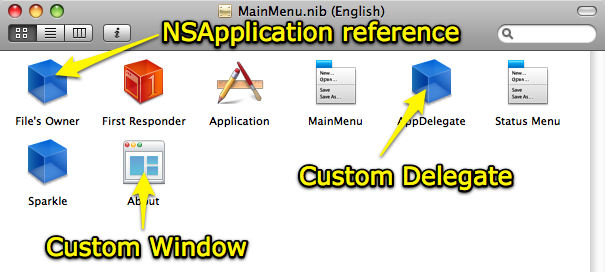 MainMenu.nib (English)
NSApplication reference
File's Owner
First Responder
1
Application
New...
Open...
Save
Save As...
MainMenu
AppDelegate
New...
Open...
Save
Save As...
Status Menu
Custom Delegate
Sparkle
About
Custom Window